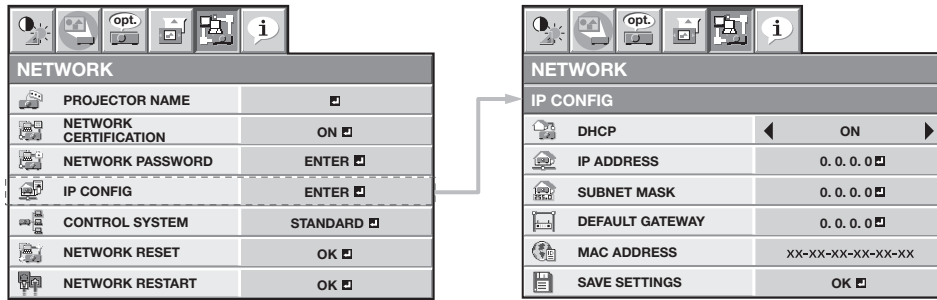 opt.
i
NETWORK
PROJECTOR NAME
NETWORK
CERTIFICATION
ON
NETWORK PASSWORD
ENTER
IP CONFIG
ENTER
CONTROL SYSTEM
STANDARD
NETWORK RESET
OK
NETWORK RESTART
OK
opt.
i
NETWORK
IP CONFIG
DHCP
ON
IP ADDRESS
0. 0. 0. 0
SUBNET MASK
0. 0. 0. 0
DEFAULT GATEWAY
0. 0. 0. 0
MAC ADDRESS
xx-xx-xx-xx-xx-xx
SAVE SETTINGS
OK